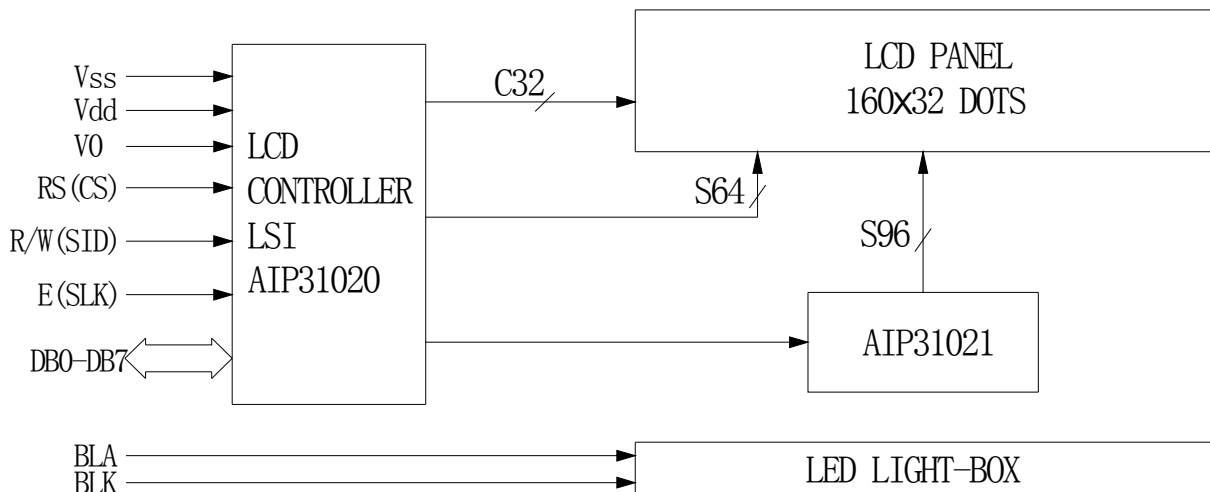 Vss
Vdd
V0
RS(CS)
R/W(SID)
E(SLK)
DB0-DB7
LCD
CONTROLLER
LSI
AIP31020
C32
S64
S96
LCD PANEL
160x32 DOTS
AIP31021
BLA
BLK
LED LIGHT-BOX